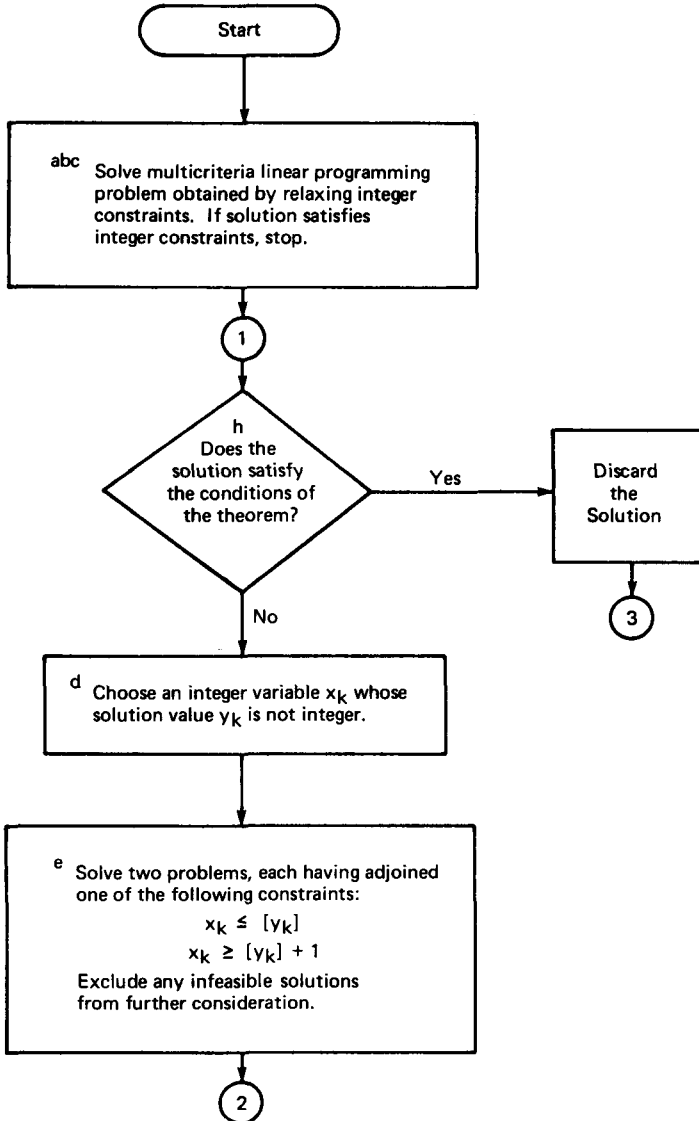 Start
abc Solve multicriteria linear programming
problem obtained by relaxing integer
constraints. If solution satisfies
integer constraints, stop.
1
h
Does the
solution satisfy
the conditions of
the theorem?
Yes
Discard
the
Solution
3
No
d Choose an integer variable xk whose
solution value yk is not integer.
e Solve two problems, each having adjoined
one of the following constraints:
xk ≤ [yk]
xk ≥ [yk] + 1
Exclude any infeasible solutions
from further consideration.
2